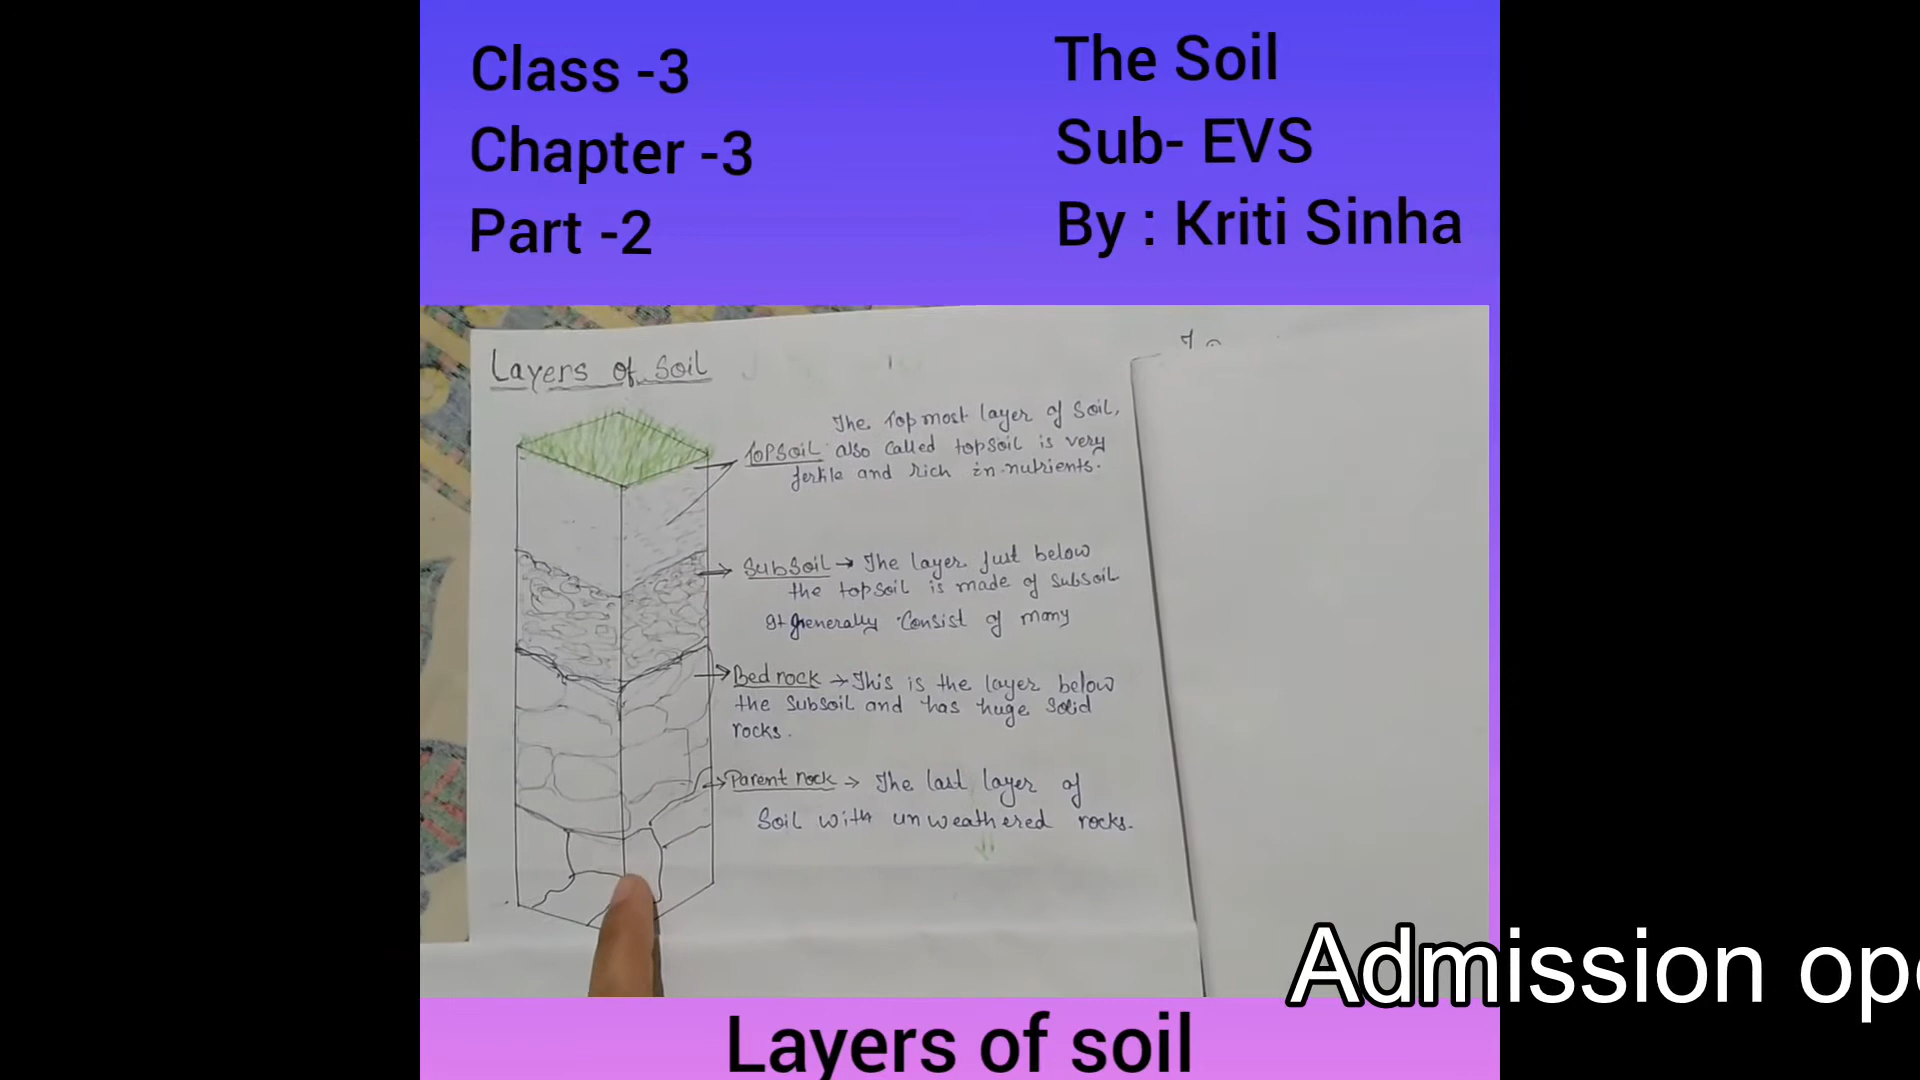 Class -3
Chapter -3
Part -2
The Soil
Sub- EVS
By : Kriti Sinha
Layers of Soil
The Topmost layer of Soil,
TOPSOIL also called topsoil is very
fertile and rich in nutrients.
SubSoil → The layer Just below
the topsoil is made of subsoil
It generally Consist of many
Bed rock → This is the layer below
the subsoil and has huge solid
rocks.
Parent rock → The last layer of
Soil with unweathered rocks.
Admission ope
Layers of soil